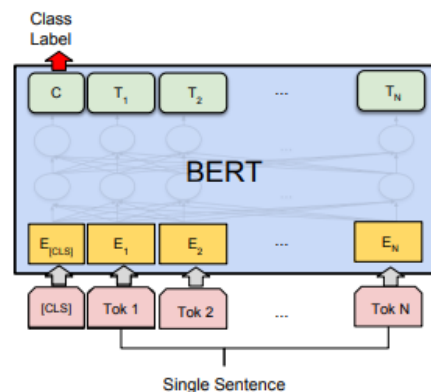 Class
Label
C T1 T2 ... TN
BERT
E[CLS] E1 E2 ... EN
[CLS] Tok 1 Tok 2 ... Tok N
Single Sentence